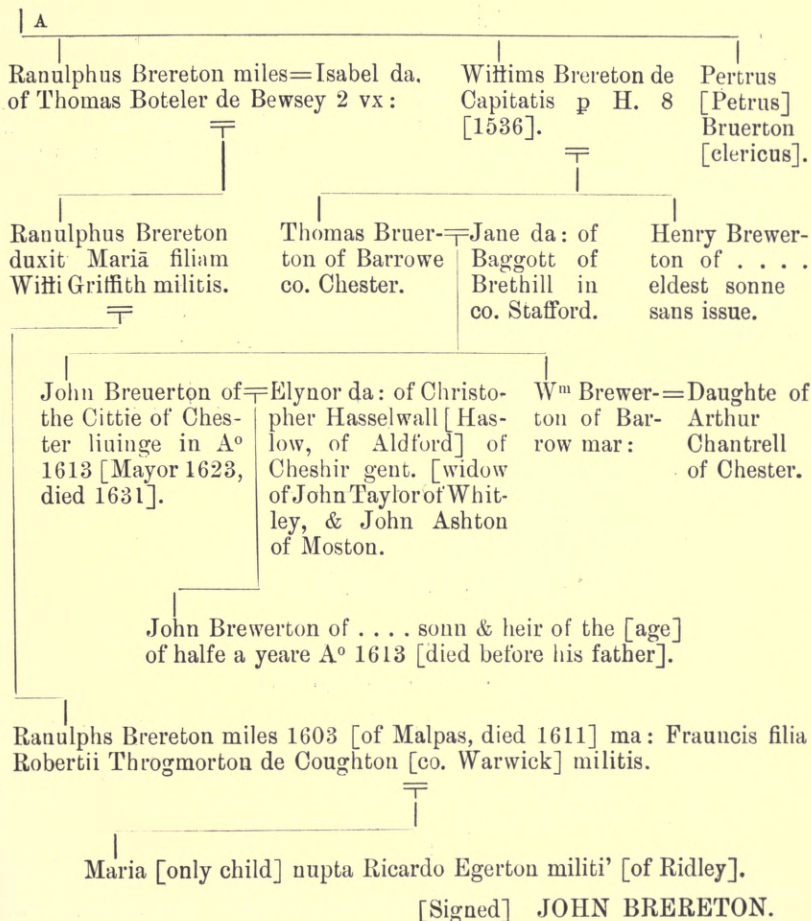 A
Ranulphus Brereton miles=Isabel da.
of Thomas Boteler de Bewsey 2 vx:
Wittims Brereton de
Capitatis p H. 8
[1536].
Pertrus
[Petrus]
Bruerton
[clericus].
Ranulphus Brereton
duxit Mariā filiam
Witti Griffith militis.
Thomas Bruer-
ton of Barrowe
co. Chester.
Jane da: of
Baggott of
Brethill in
co. Stafford.
Henry Brewer-
ton of . . . .
eldest sonne
sans issue.
John Breuerton of
the Cittie of Ches-
ter liuinge in Aº
1613 [Mayor 1623,
died 1631].
Elynor da: of Christo-
pher Hasselwall [Has-
low, of Aldford] of
Cheshir gent. [widow
of John Taylor of Whit-
ley, & John Ashton
of Moston.
Wᵐ Brewer-
ton of Bar-
row mar:
=Daughte of
Arthur
Chantrell
of Chester.
John Brewerton of . . . . sonn & heir of the [age]
of halfe a yeare Aº 1613 [died before his father].
Ranulphs Brereton miles 1603 [of Malpas, died 1611] ma: Frauncis filia
Robertii Throgmorton de Coughton [co. Warwick] militis.
Maria [only child] nupta Ricardo Egerton militi' [of Ridley].
[Signed] JOHN BRERETON.